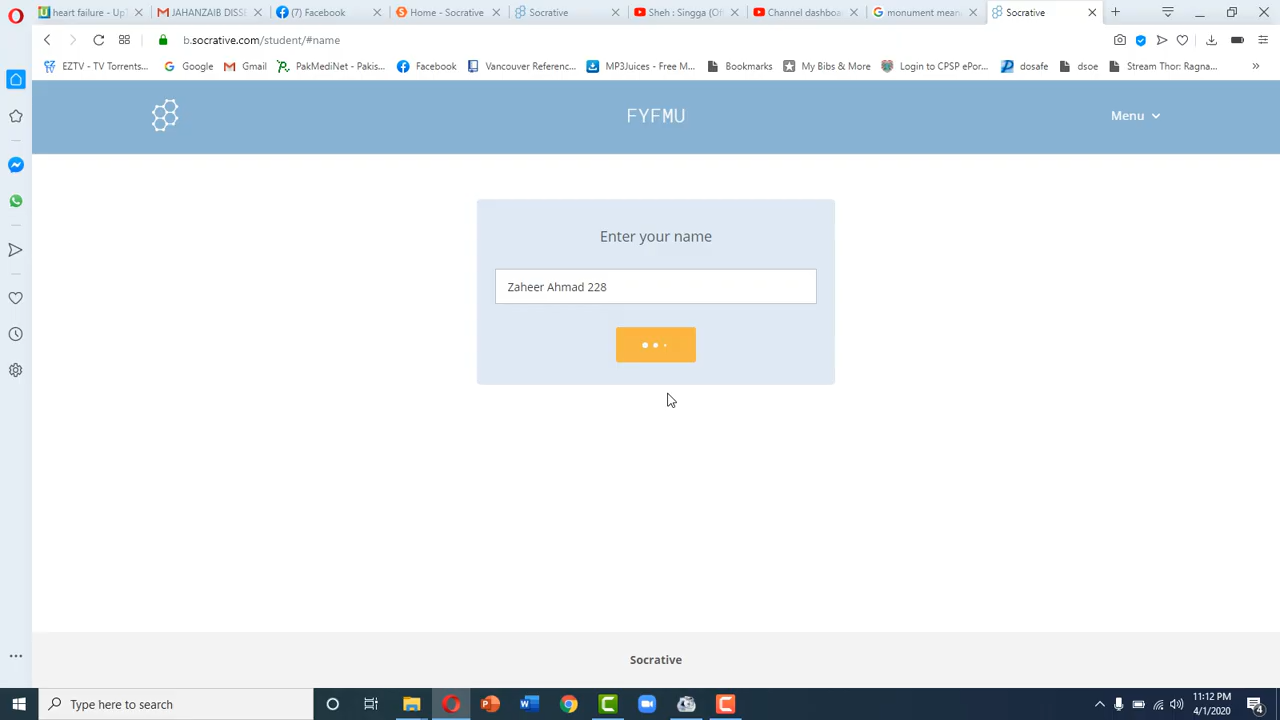 heart failure - Up
JAHANZAIB DISSE
(7) Facebook
Home - Socrative
Socrative
Sheh : Singga (Of
Channel dashboa
monument mean
Socrative
b.socrative.com/student/#name
EZTV - TV Torrents...
Google
Gmail
PakMediNet - Pakis...
Facebook
Vancouver Referenc...
MP3Juices - Free M...
Bookmarks
My Bibs & More
Login to CPSP ePor...
dosafe
dsoe
Stream Thor: Ragna...
FYFMU
Menu
Enter your name
Zaheer Ahmad 228
Socrative
Type here to search
11:12 PM
4/1/2020
4